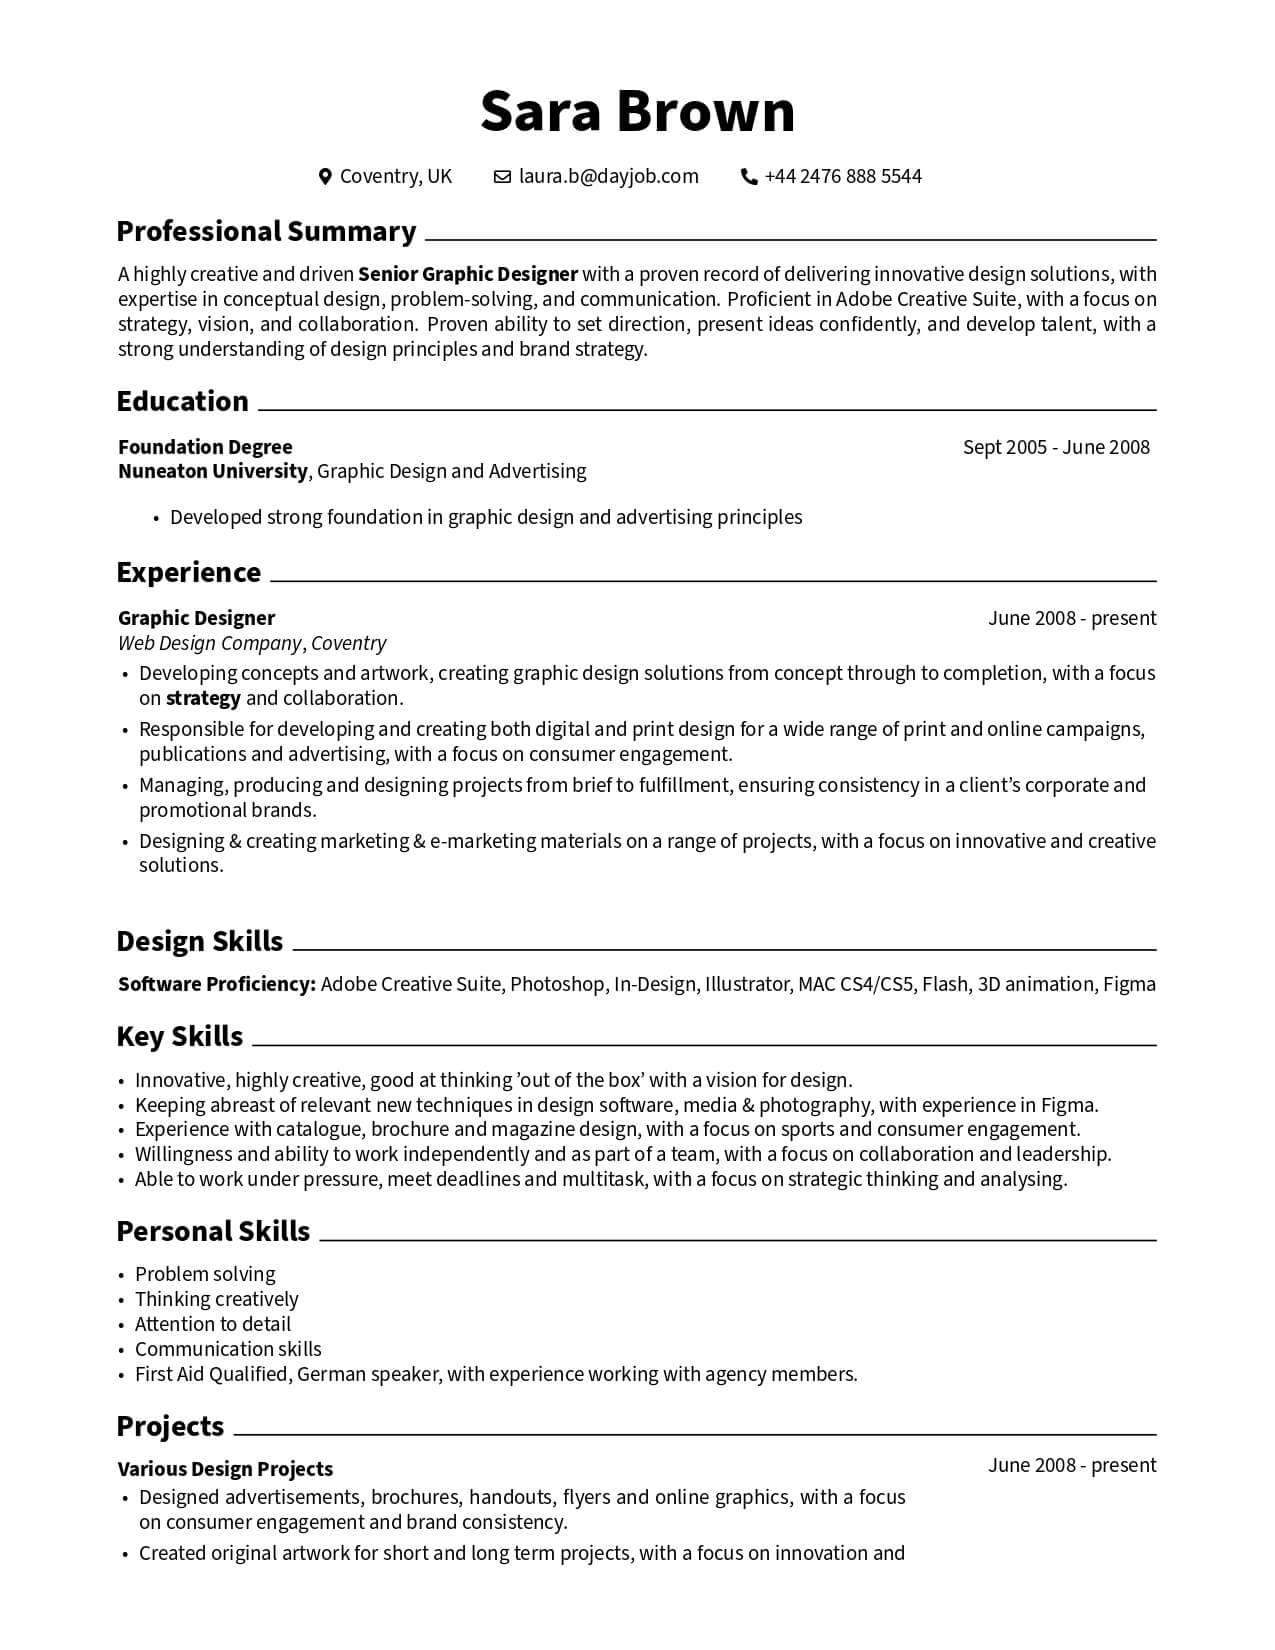 Sara Brown
Coventry, UK laura.b@dayjob.com +44 2476 888 5544
Professional Summary
A highly creative and driven Senior Graphic Designer with a proven record of delivering innovative design solutions, with
expertise in conceptual design, problem-solving, and communication. Proficient in Adobe Creative Suite, with a focus on
strategy, vision, and collaboration. Proven ability to set direction, present ideas confidently, and develop talent, with a
strong understanding of design principles and brand strategy.
Education
Foundation Degree Sept 2005 - June 2008
Nuneaton University, Graphic Design and Advertising
• Developed strong foundation in graphic design and advertising principles
Experience
Graphic Designer June 2008 - present
Web Design Company, Coventry
• Developing concepts and artwork, creating graphic design solutions from concept through to completion, with a focus
on strategy and collaboration.
• Responsible for developing and creating both digital and print design for a wide range of print and online campaigns,
publications and advertising, with a focus on consumer engagement.
• Managing, producing and designing projects from brief to fulfillment, ensuring consistency in a client’s corporate and
promotional brands.
• Designing & creating marketing & e-marketing materials on a range of projects, with a focus on innovative and creative
solutions.
Design Skills
Software Proficiency: Adobe Creative Suite, Photoshop, In-Design, Illustrator, MAC CS4/CS5, Flash, 3D animation, Figma
Key Skills
• Innovative, highly creative, good at thinking ’out of the box’ with a vision for design.
• Keeping abreast of relevant new techniques in design software, media & photography, with experience in Figma.
• Experience with catalogue, brochure and magazine design, with a focus on sports and consumer engagement.
• Willingness and ability to work independently and as part of a team, with a focus on collaboration and leadership.
• Able to work under pressure, meet deadlines and multitask, with a focus on strategic thinking and analysing.
Personal Skills
• Problem solving
• Thinking creatively
• Attention to detail
• Communication skills
• First Aid Qualified, German speaker, with experience working with agency members.
Projects
Various Design Projects June 2008 - present
• Designed advertisements, brochures, handouts, flyers and online graphics, with a focus
on consumer engagement and brand consistency.
• Created original artwork for short and long term projects, with a focus on innovation and